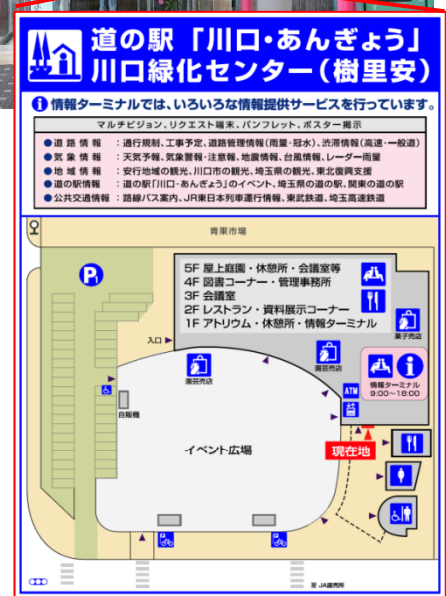 道の駅「川口・あんぎょう」
川口緑化センター(樹里安)
情報ターミナルでは、いろいろな情報提供サービスを行っています。
マルチビジョン、リクエスト端末、パンフレット、ポスター掲示
●道路情報：通行規制、工事予定、道路管理情報(雨量・冠水)、渋滞情報(高速・一般道)
●気象情報：天気予報、気象警報・注意報、地震情報、台風情報、レーダー雨量
●地域情報：安行地域の観光、川口市の観光、埼玉県の観光、東北復興支援
●道の駅情報：道の駅「川口・あんぎょう」のイベント、埼玉県の道の駅、関東の道の駅
●公共交通情報：路線バス案内、JR東日本列車運行情報、東武鉄道、埼玉高速鉄道
青果市場
P1
5F 屋上庭園・休憩所・会議室等
4F 図書コーナー・管理事務所
3F 会議室
2F レストラン・資料展示コーナー
1F アトリウム・休憩所・情報ターミナル
菓子売店
入口
園芸売店
園芸売店
情報ターミナル
9:00～18:00
ATM
自販機
イベント広場
現在地
至 JA直売所